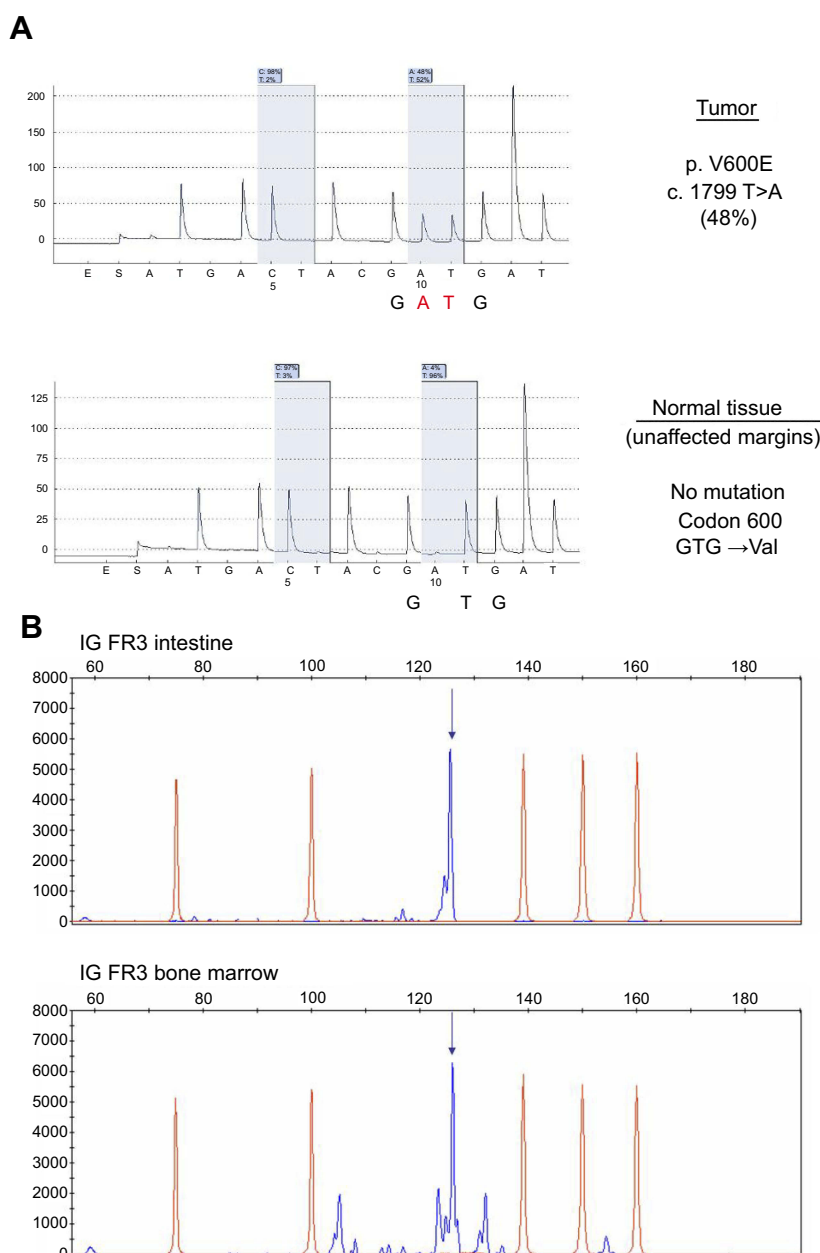 A
C: 98%
T: 2%
A: 48%
T: 52%
200
150
100
50
0
E S A T G A C T A C G A T G A T
5 10
G A T G
Tumor
p. V600E
c. 1799 T>A
(48%)
C: 97%
T: 3%
A: 4%
T: 96%
125
100
75
50
25
0
E S A T G A C T A C G A T G A T
5 10
G T G
Normal tissue
(unaffected margins)
No mutation
Codon 600
GTG →Val
B
IG FR3 intestine
60 80 100 120 140 160 180
8000
7000
6000
5000
4000
3000
2000
1000
0
IG FR3 bone marrow
60 80 100 120 140 160 180
8000
7000
6000
5000
4000
3000
2000
1000
0